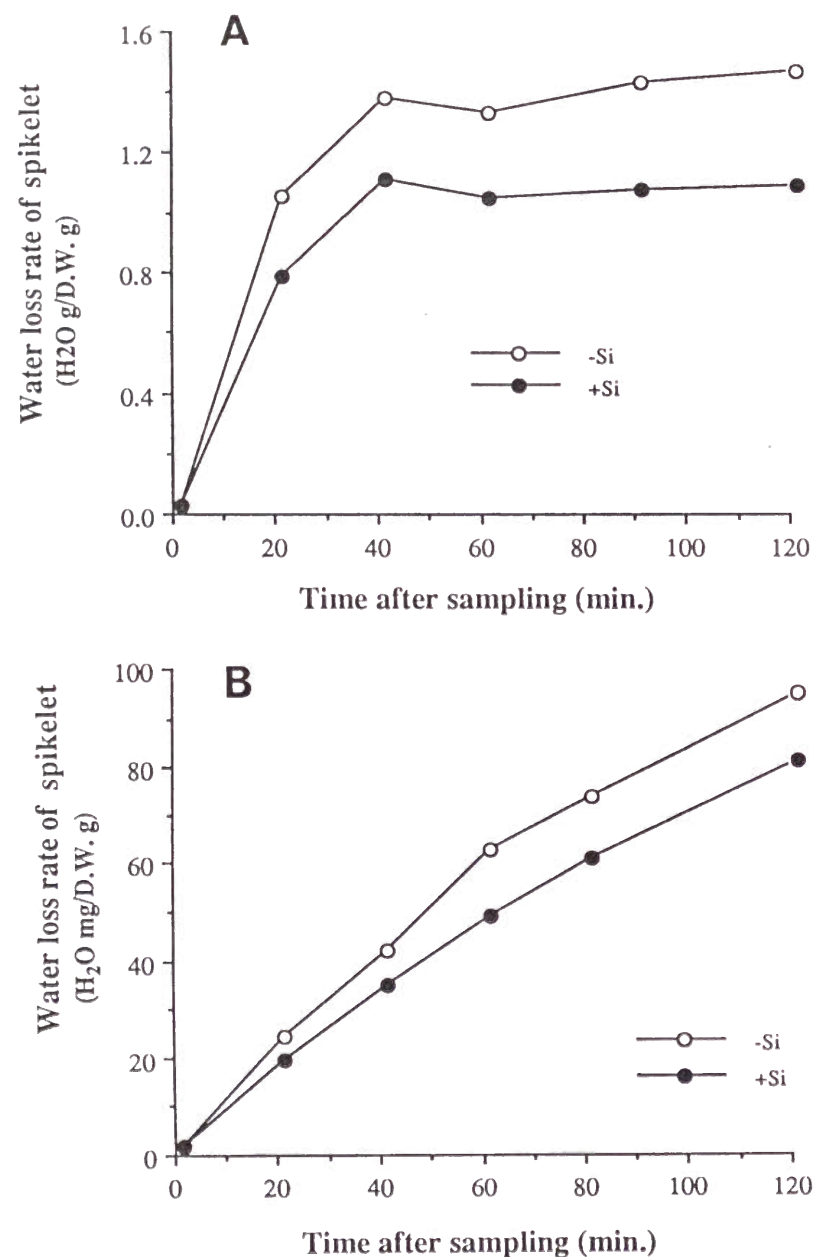 A
Water loss rate of spikelet
(H2O g/D.W. g)
1.6
1.2
0.8
0.4
0.0
-Si
+Si
0 20 40 60 80 100 120
Time after sampling (min.)
B
Water loss rate of spikelet
(H₂O mg/D.W. g)
100
80
60
40
20
0
-Si
+Si
0 20 40 60 80 100 120
Time after sampling (min.)